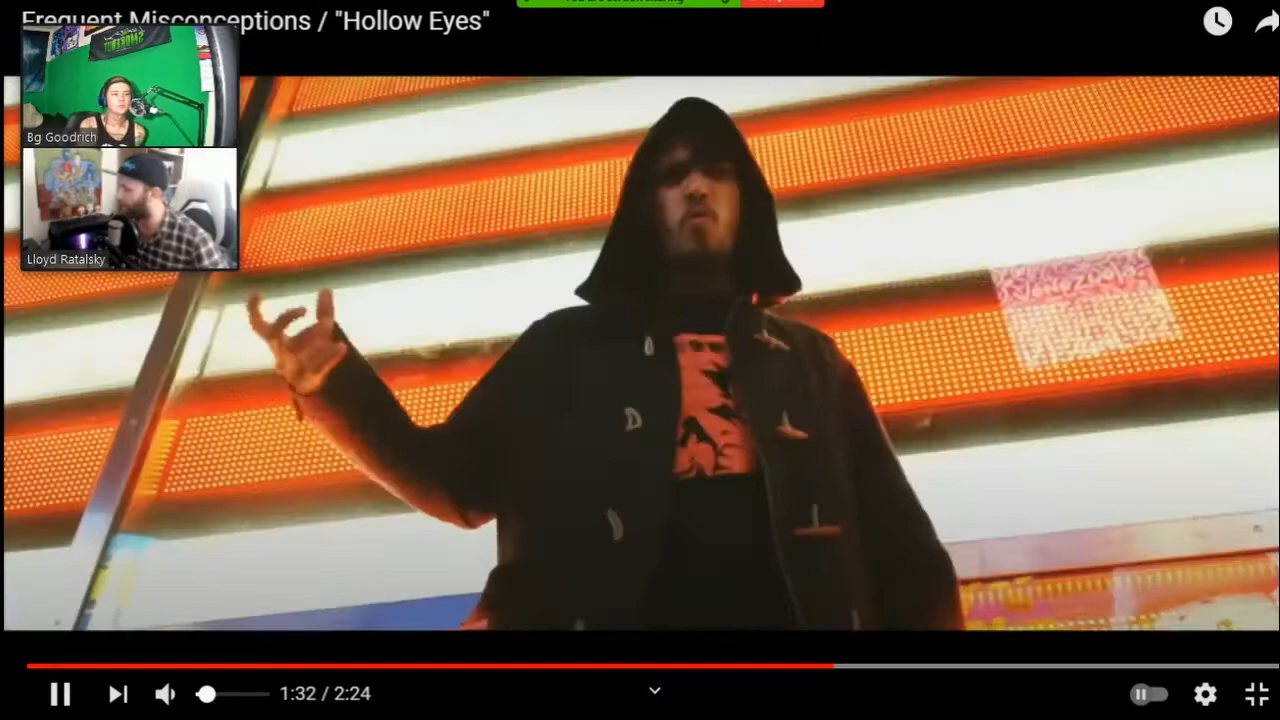 Frequent Misconceptions / "Hollow Eyes"
Bg Goodrich
Lloyd Ratalsky
1:32 / 2:24